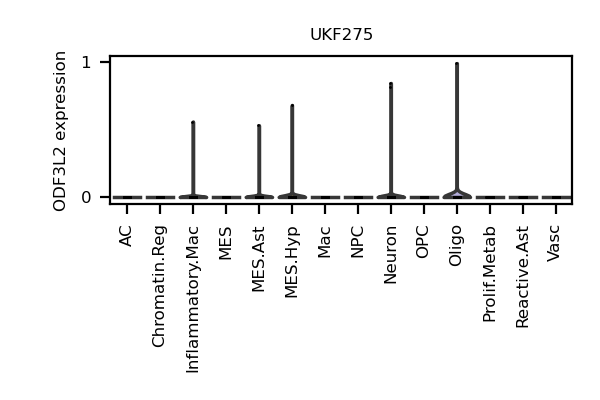 UKF275
ODF3L2 expression
1
0
AC
Chromatin.Reg
Inflammatory.Mac
MES
MES.Ast
MES.Hyp
Mac
NPC
Neuron
OPC
Oligo
Prolif.Metab
Reactive.Ast
Vasc